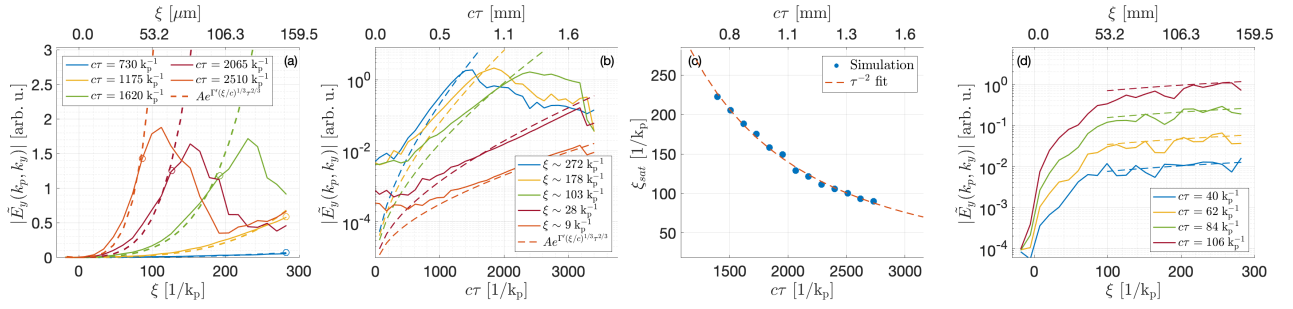 ξ [μm]
0.0 53.2 106.3 159.5
3
2.5
2
1.5
1
0.5
0
|Ẽ_y(k_p, k_y)| [arb. u.]
(a)
cτ = 730 k_p^-1
cτ = 1175 k_p^-1
cτ = 1620 k_p^-1
cτ = 2065 k_p^-1
cτ = 2510 k_p^-1
Ae^{Γ′(ξ/c)^{1/3}τ^{2/3}}
0 100 200 300
ξ [1/k_p]
cτ [mm]
0.0 0.5 1.1 1.6
10^0
10^-2
10^-4
|Ẽ_y(k_p, k_y)| [arb. u.]
(b)
ξ ~ 272 k_p^-1
ξ ~ 178 k_p^-1
ξ ~ 103 k_p^-1
ξ ~ 28 k_p^-1
ξ ~ 9 k_p^-1
Ae^{Γ′(ξ/c)^{1/3}τ^{2/3}}
0 1000 2000 3000
cτ [1/k_p]
cτ [mm]
0.8 1.1 1.3 1.6
250
200
150
100
50
ξ_sat [1/k_p]
(c)
Simulation
τ^-2 fit
1500 2000 2500 3000
cτ [1/k_p]
ξ [mm]
0.0 53.2 106.3 159.5
10^0
10^-1
10^-2
10^-3
10^-4
|Ẽ_y(k_p, k_y)| [arb. u.]
(d)
cτ = 40 k_p^-1
cτ = 62 k_p^-1
cτ = 84 k_p^-1
cτ = 106 k_p^-1
0 100 200 300
ξ [1/k_p]